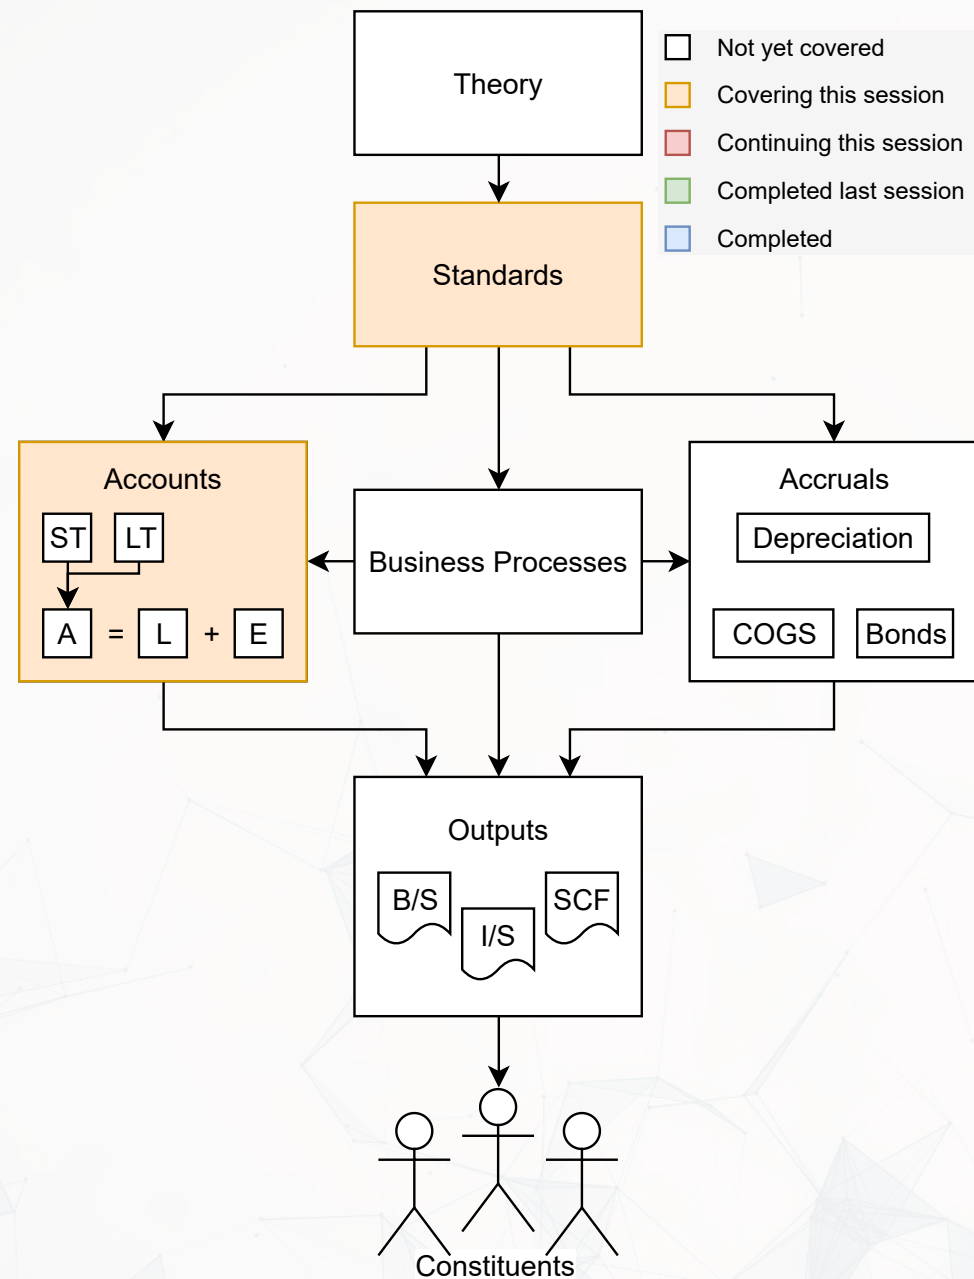 Theory
Not yet covered
Covering this session
Continuing this session
Completed last session
Completed
Standards
Accounts
ST LT
A = L + E
Business Processes
Accruals
Depreciation
COGS Bonds
Outputs
B/S I/S SCF
Constituents